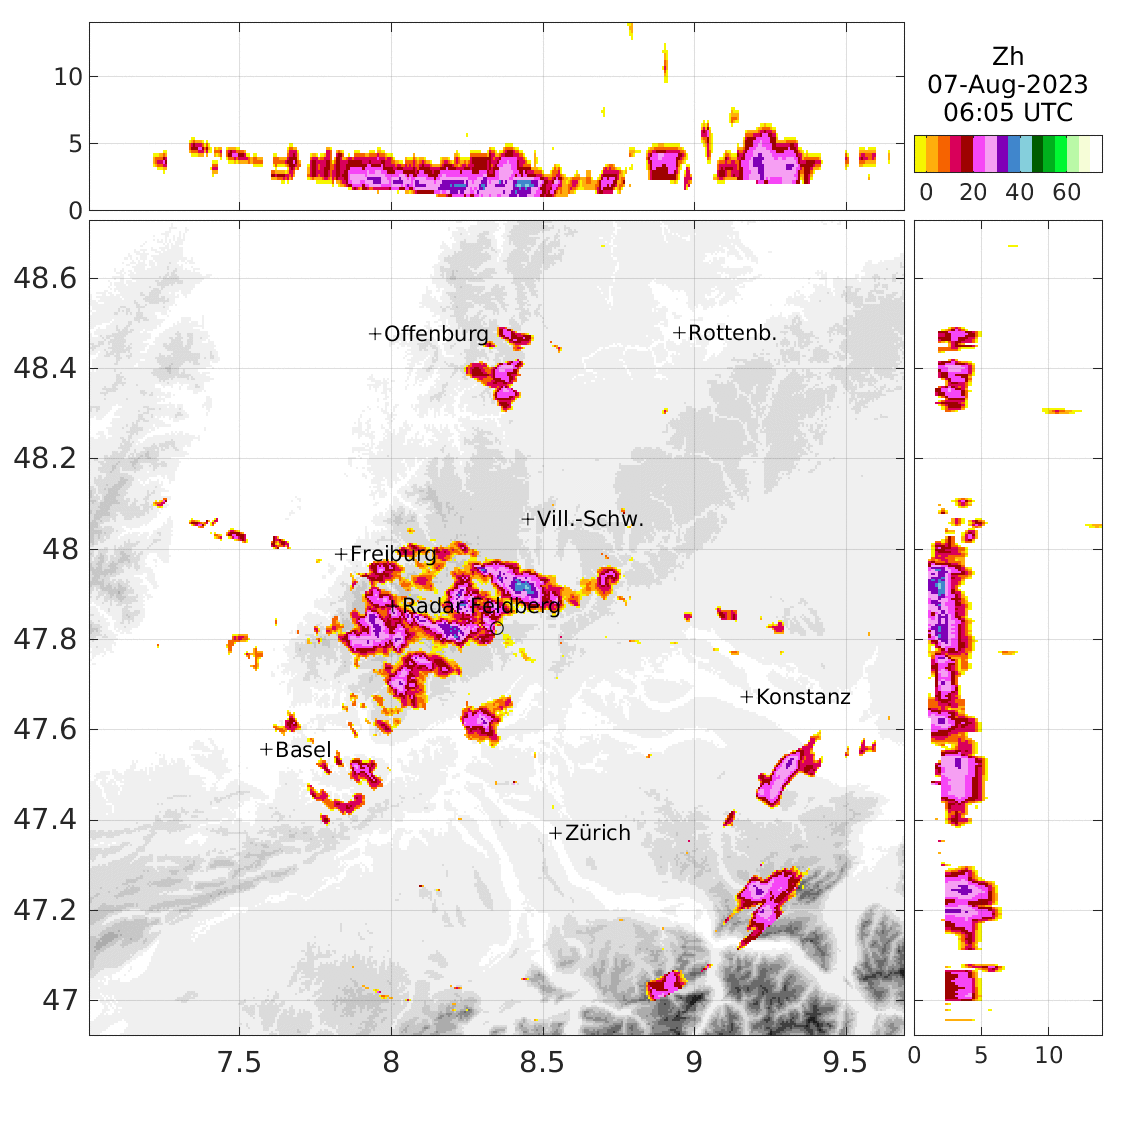 10
5
0
Zh
07-Aug-2023
06:05 UTC
0 20 40 60
48.6
48.4
48.2
48
47.8
47.6
47.4
47.2
47
+Offenburg
+Rottenb.
+Vill.-Schw.
+Freiburg
+Radar Feldberg
+Konstanz
+Basel
+Zürich
7.5 8 8.5 9 9.5
0 5 10